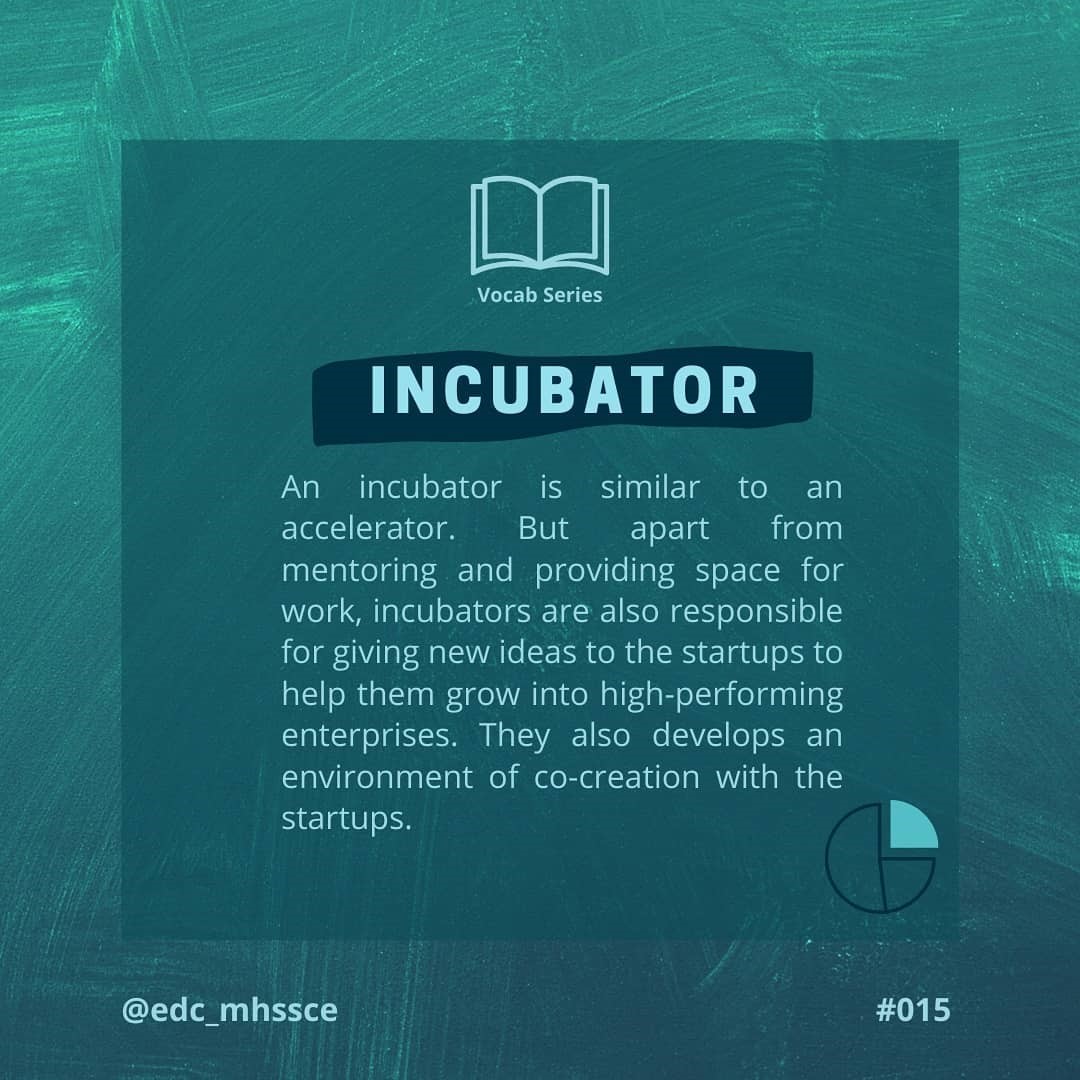 Vocab Series
INCUBATOR
An incubator is similar to an
accelerator. But apart from
mentoring and providing space for
work, incubators are also responsible
for giving new ideas to the startups to
help them grow into high-performing
enterprises. They also develops an
environment of co-creation with the
startups.
@edc_mhssce
#015